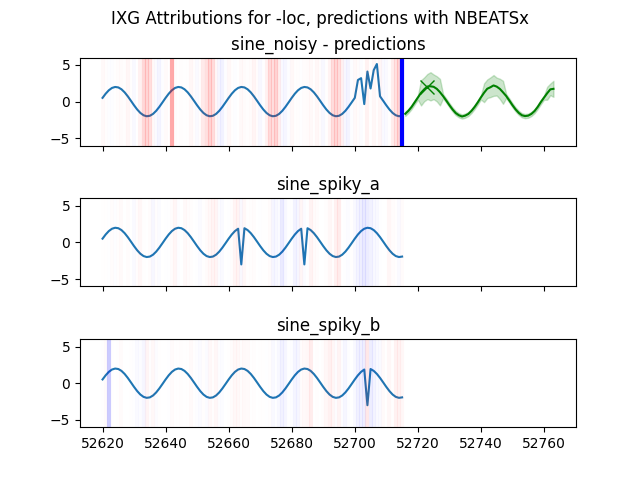 IXG Attributions for -loc, predictions with NBEATSx
sine_noisy - predictions
5
0
−5
sine_spiky_a
5
0
−5
sine_spiky_b
5
0
−5
52620 52640 52660 52680 52700 52720 52740 52760